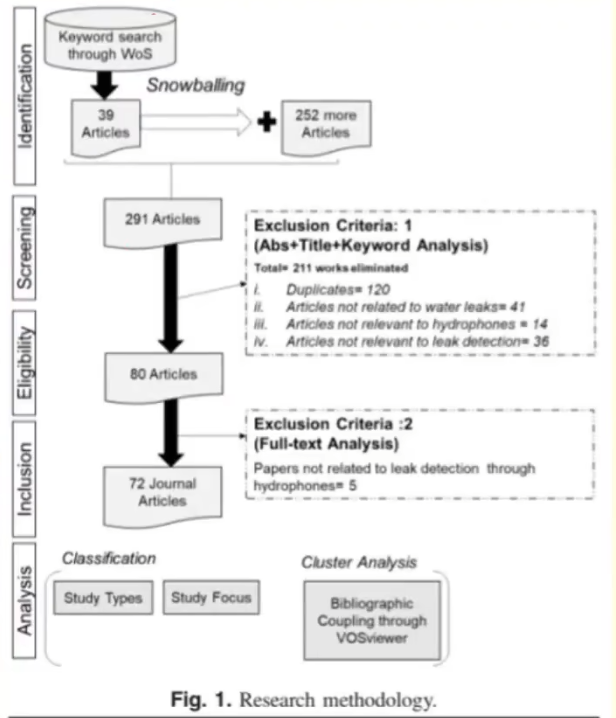 Identification
Keyword search
through WoS
Snowballing
39
Articles
+
252 more
Articles
Screening
291 Articles
Exclusion Criteria: 1
(Abs+Title+Keyword Analysis)
Total= 211 works eliminated
i. Duplicates= 120
ii. Articles not related to water leaks= 41
iii. Articles not relevant to hydrophones = 14
iv. Articles not relevant to leak detection= 36
Eligibility
80 Articles
Exclusion Criteria :2
(Full-text Analysis)
Papers not related to leak detection through
hydrophones= 5
Inclusion
72 Journal
Articles
Analysis
Classification
Study Types
Study Focus
Cluster Analysis
Bibliographic
Coupling through
VOSviewer
Fig. 1. Research methodology.